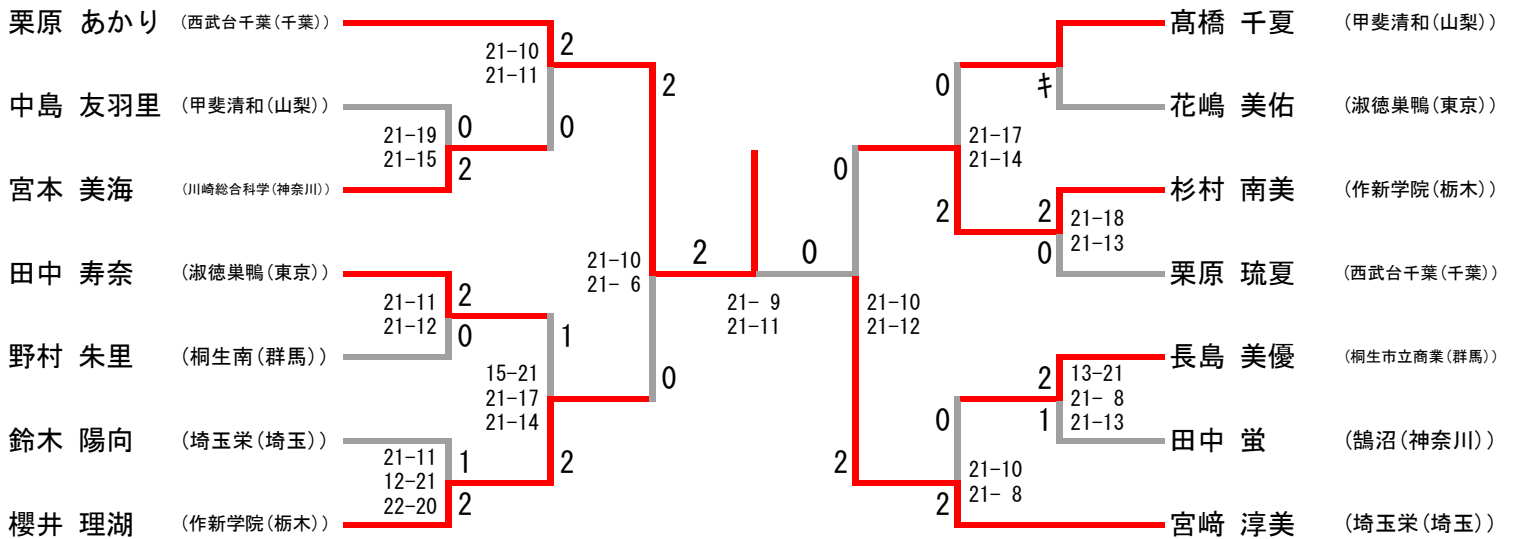 栗原 あかり (西武台千葉(千葉))
21-10 2
21-11
2
中島 友羽里 (甲斐清和(山梨))
21-19 0
21-15
2
0
宮本 美海 (川崎総合科学(神奈川))
田中 寿奈 (淑徳巣鴨(東京))
21-11 2
21-12
0
1
21-10
21- 6
野村 朱里 (桐生南(群馬))
15-21
21-17
21-14
0
鈴木 陽向 (埼玉栄(埼玉))
21-11 1
12-21
22-20 2
2
櫻井 理湖 (作新学院(栃木))
2 0
21- 9
21-11
髙橋 千夏 (甲斐清和(山梨))
0 キ
花嶋 美佑 (淑徳巣鴨(東京))
21-17
21-14
0
杉村 南美 (作新学院(栃木))
2 2 21-18
0 21-13
栗原 琉夏 (西武台千葉(千葉))
21-10
21-12
長島 美優 (桐生市立商業(群馬))
2 13-21
21- 8
0 1 21-13
田中 蛍 (鵠沼(神奈川))
2 21-10
2 21- 8
宮﨑 淳美 (埼玉栄(埼玉))